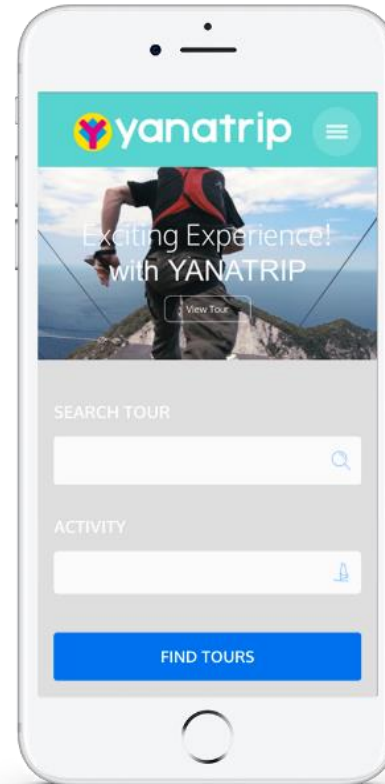 yanatrip
Exciting Experience!
with YANATRIP
View Tour
SEARCH TOUR
ACTIVITY
FIND TOURS